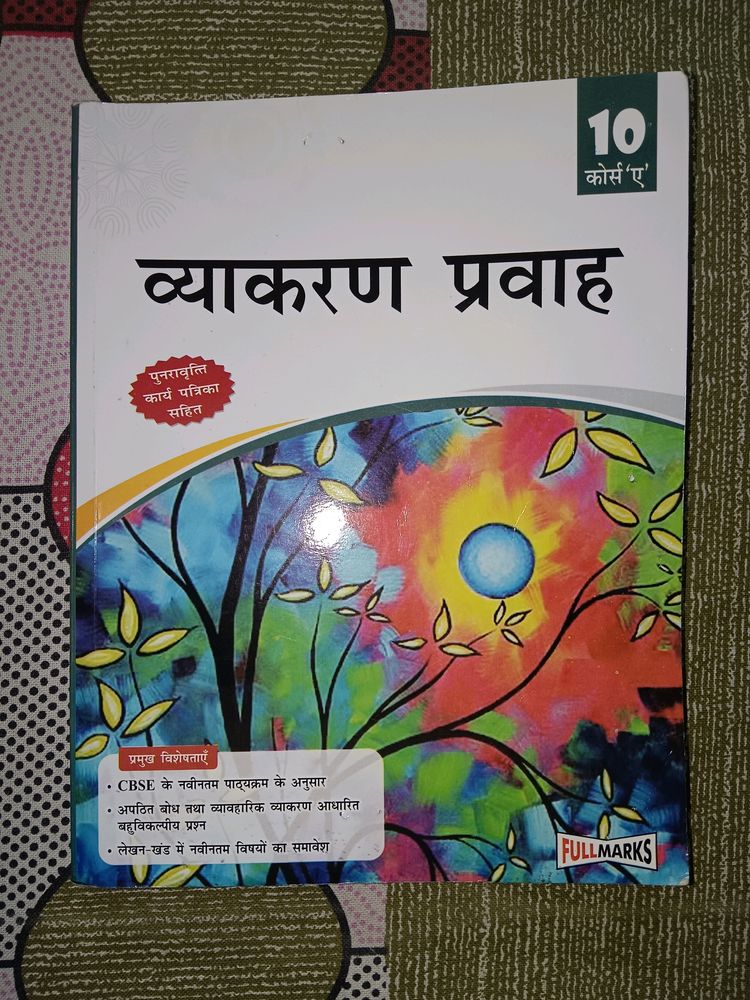 10
कोर्स 'ए'
व्याकरण प्रवाह
पुनरावृत्ति
कार्य पत्रिका
सहित
प्रमुख विशेषताएँ
• CBSE के नवीनतम पाठ्यक्रम के अनुसार
• अपठित बोध तथा व्यावहारिक व्याकरण आधारित
बहुविकल्पीय प्रश्न
• लेखन-खंड में नवीनतम विषयों का समावेश
FULLMARKS